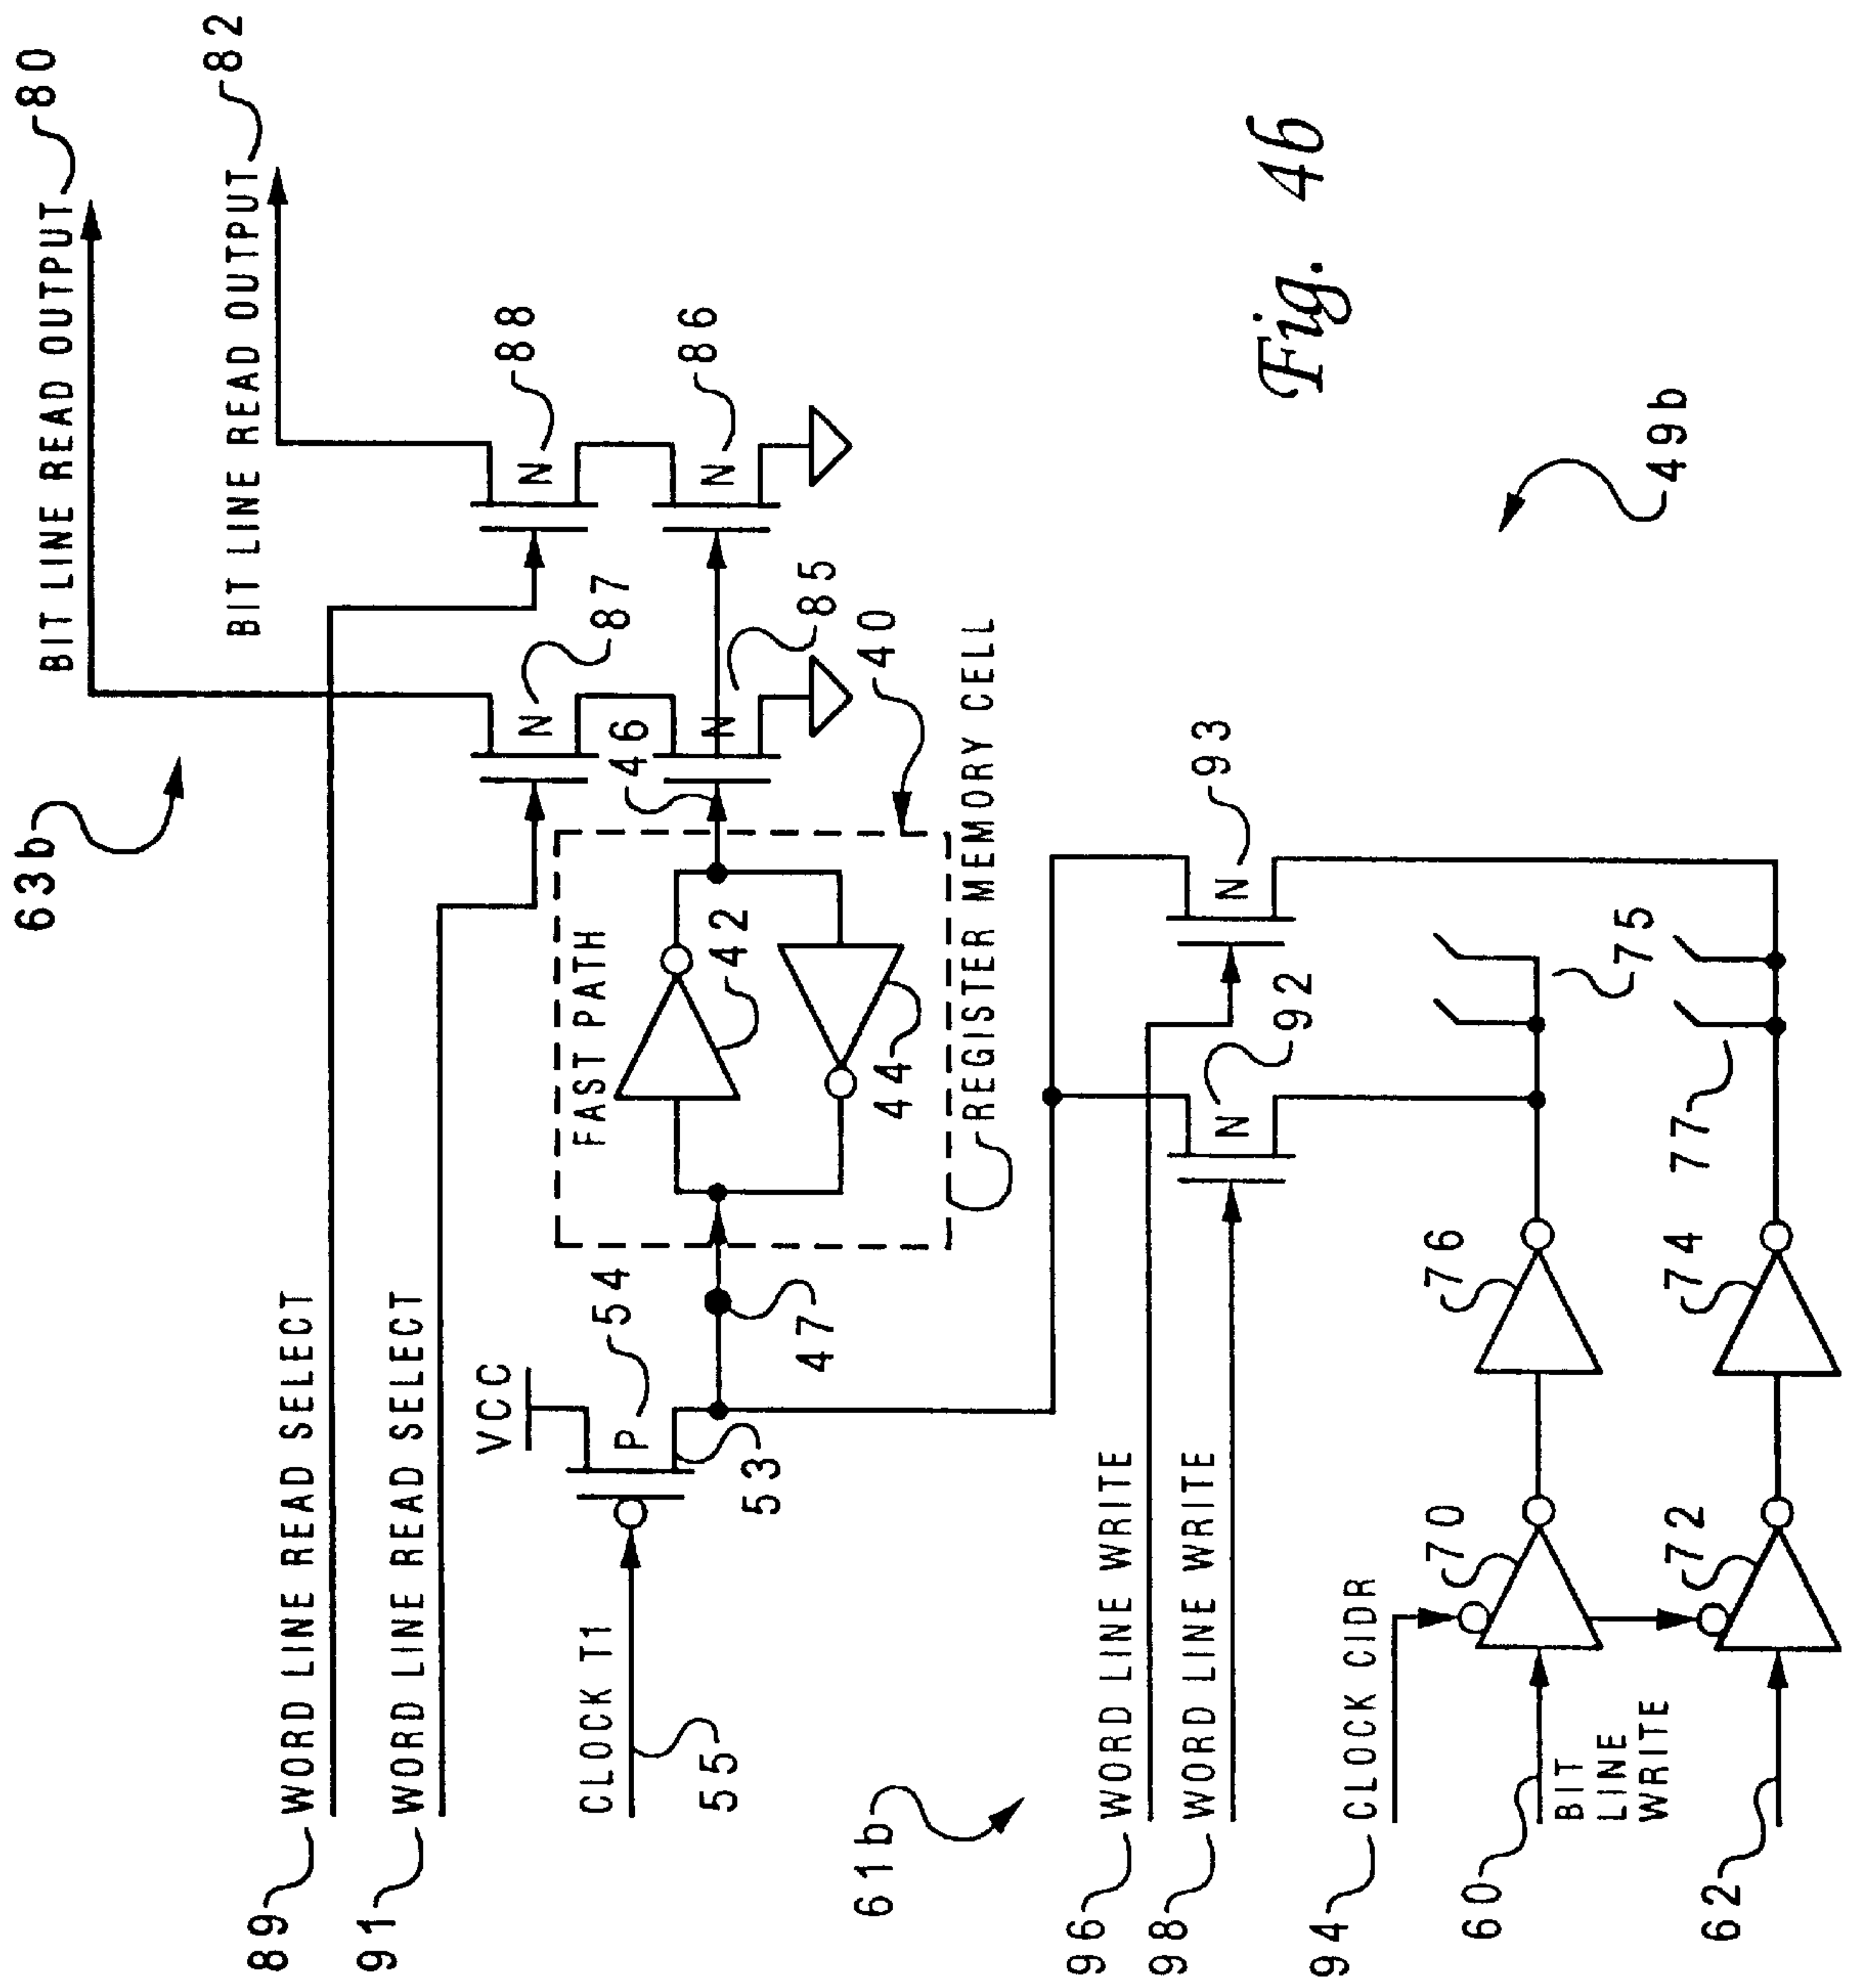 63b
BIT LINE READ OUTPUT 80
BIT LINE READ OUTPUT 82
89 WORD LINE READ SELECT
91 WORD LINE READ SELECT
N
87
N
88
VCC
P
54
53
CLOCK T1
55
47
FAST PATH
42
44
46
N
85
N
86
40
REGISTER MEMORY CELL
61b
96 WORD LINE WRITE
98 WORD LINE WRITE
N
92
N
93
94 CLOCK CIDR
70
76
75
60
BIT
LINE
WRITE
72
74
77
62
49b
Fig. 4b